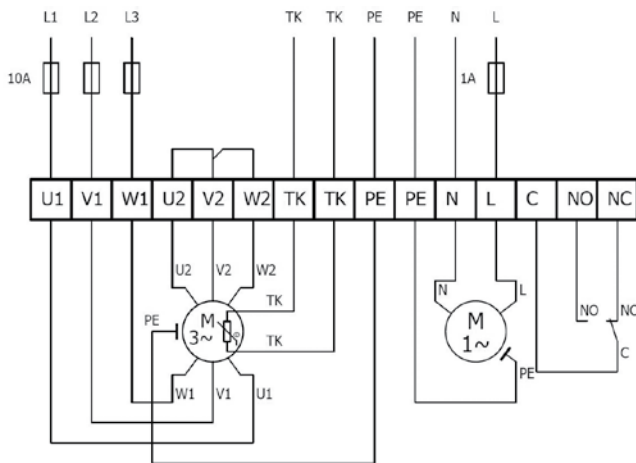 L1 L2 L3 TK TK PE PE N L
10A 1A
U1 V1 W1 U2 V2 W2 TK TK PE PE N L C NO NC
U2 V2 W2
TK
N L
PE
M
3~
TK
M
1~
NO NC
C
PE
W1 V1 U1